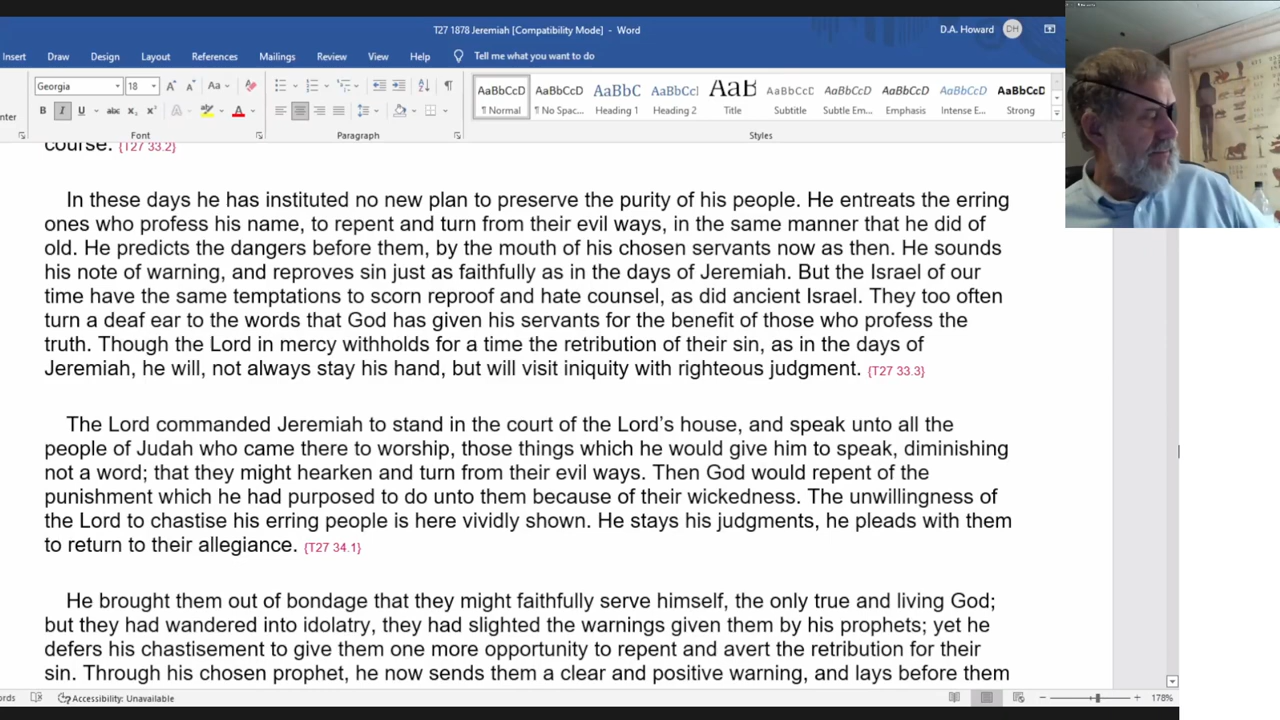 T27 1878 Jeremiah [Compatibility Mode] - Word
D.A. Howard
DH
Insert Draw Design Layout References Mailings Review View Help Tell me what you want to do
Georgia 18 Aa
nter B I U abc x₂ x² A A
AaBbCcD AaBbCcD AaBbC AaBbCcl AaB AaBbCcD AaBbCcD AaBbCcD AaBbCcD AaBbCcD
¶ Normal ¶ No Spac... Heading 1 Heading 2 Title Subtitle Subtle Em... Emphasis Intense E... Strong
Font Paragraph Styles
course. {T27 33.2}
In these days he has instituted no new plan to preserve the purity of his people. He entreats the erring
ones who profess his name, to repent and turn from their evil ways, in the same manner that he did of
old. He predicts the dangers before them, by the mouth of his chosen servants now as then. He sounds
his note of warning, and reproves sin just as faithfully as in the days of Jeremiah. But the Israel of our
time have the same temptations to scorn reproof and hate counsel, as did ancient Israel. They too often
turn a deaf ear to the words that God has given his servants for the benefit of those who profess the
truth. Though the Lord in mercy withholds for a time the retribution of their sin, as in the days of
Jeremiah, he will, not always stay his hand, but will visit iniquity with righteous judgment. {T27 33.3}
The Lord commanded Jeremiah to stand in the court of the Lord’s house, and speak unto all the
people of Judah who came there to worship, those things which he would give him to speak, diminishing
not a word; that they might hearken and turn from their evil ways. Then God would repent of the
punishment which he had purposed to do unto them because of their wickedness. The unwillingness of
the Lord to chastise his erring people is here vividly shown. He stays his judgments, he pleads with them
to return to their allegiance. {T27 34.1}
He brought them out of bondage that they might faithfully serve himself, the only true and living God;
but they had wandered into idolatry, they had slighted the warnings given them by his prophets; yet he
defers his chastisement to give them one more opportunity to repent and avert the retribution for their
sin. Through his chosen prophet, he now sends them a clear and positive warning, and lays before them
ords Accessibility: Unavailable 178%